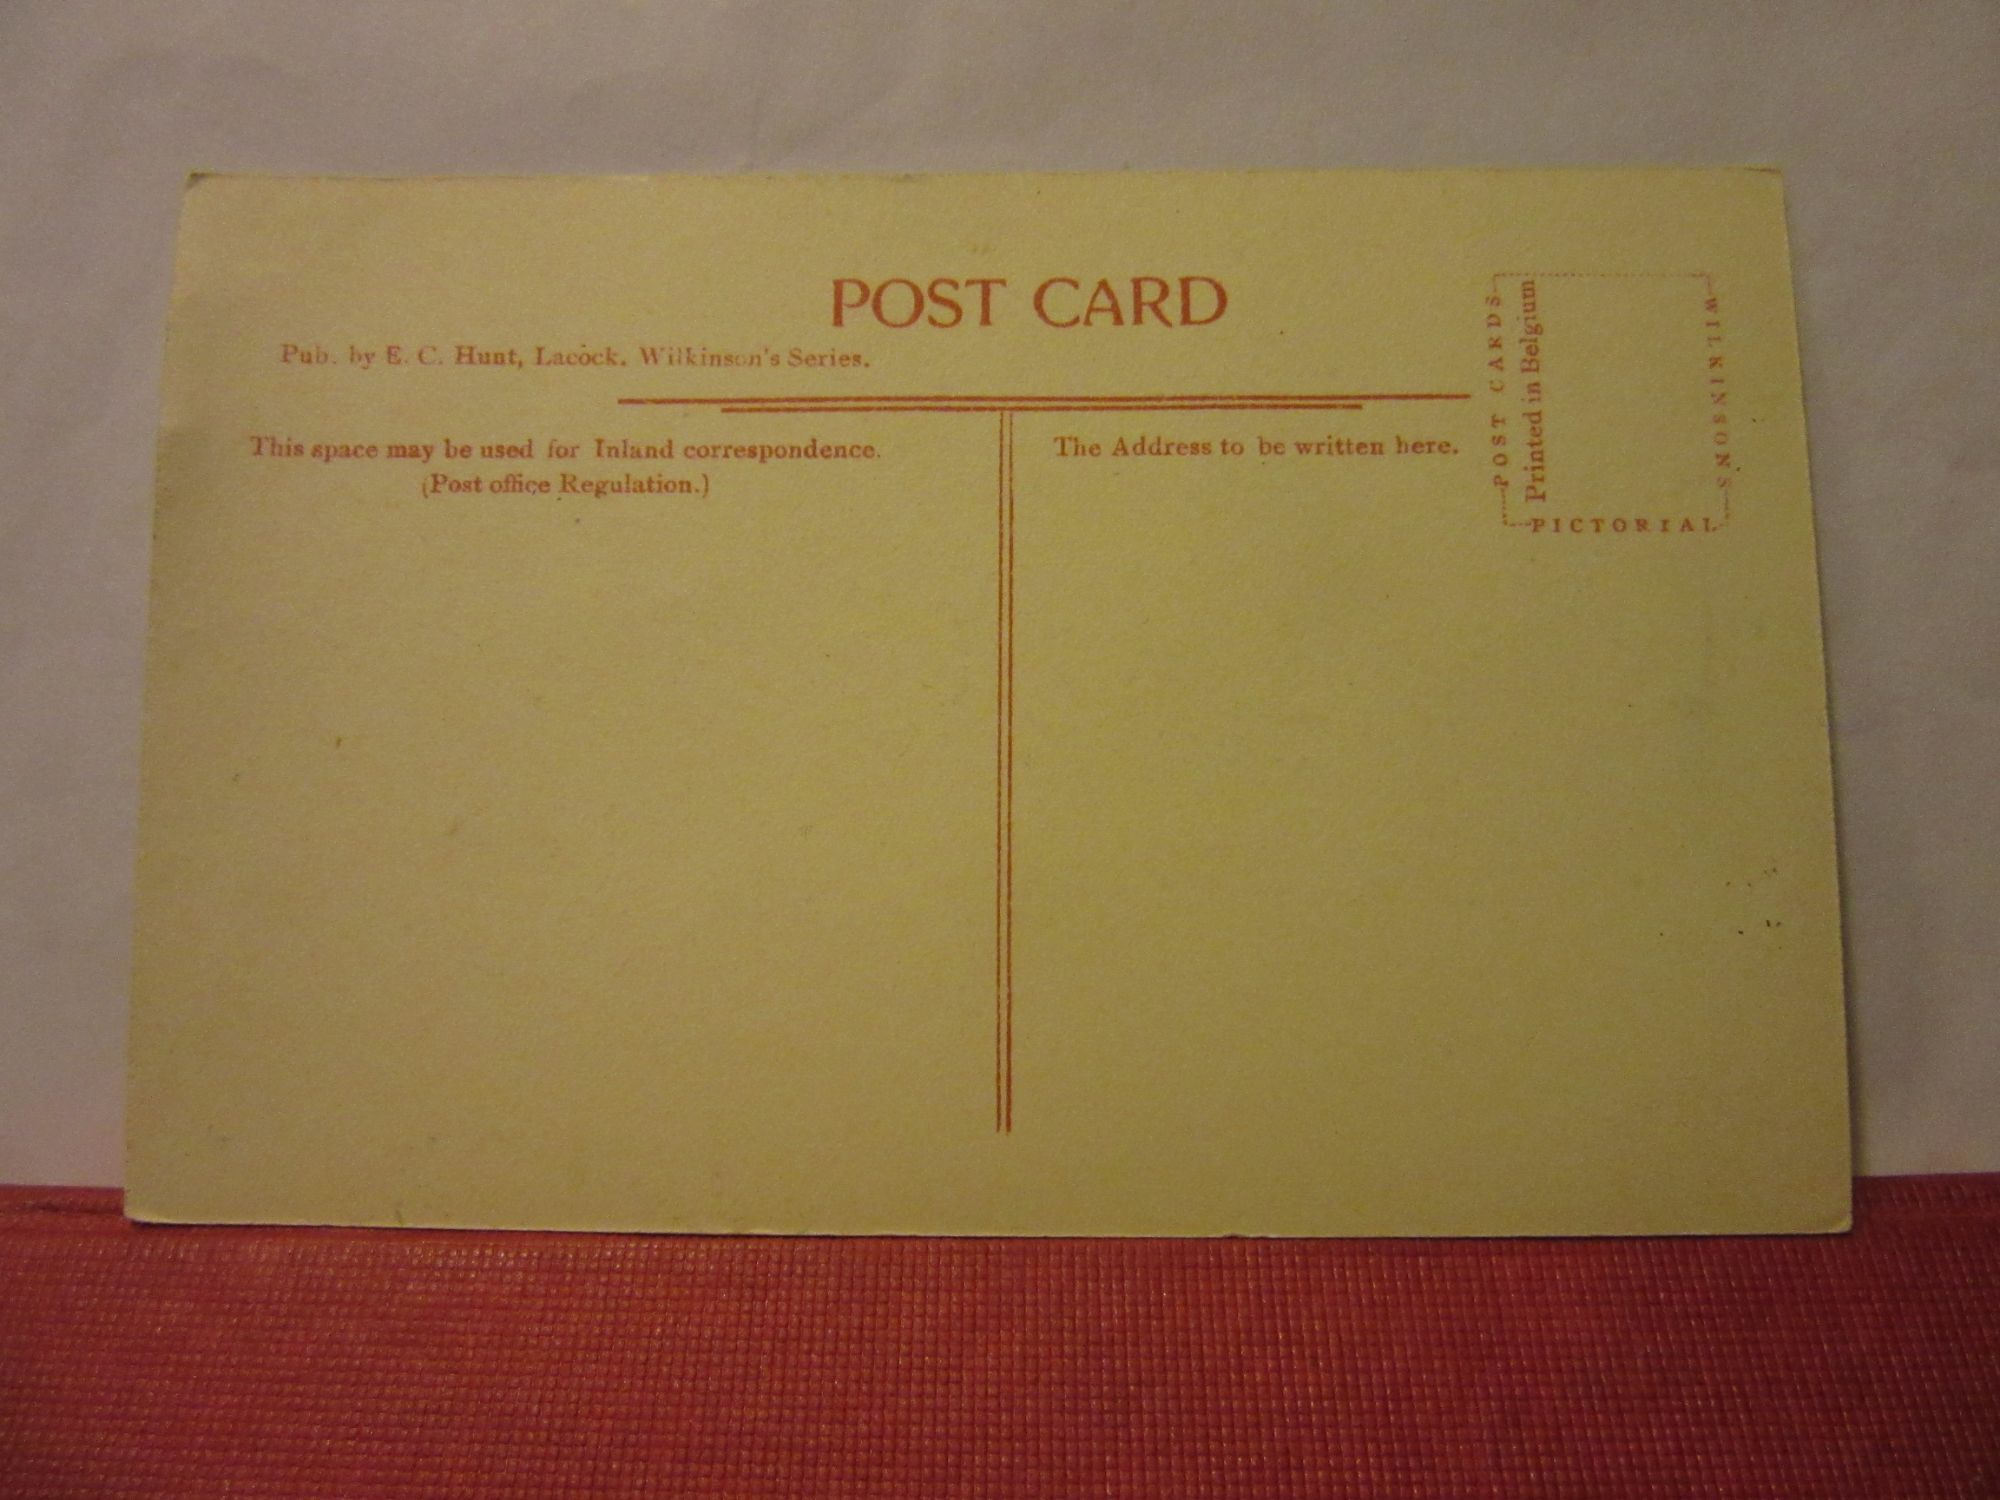 POST CARD
Pub. by E. C. Hunt, Lacock. Wilkinson's Series.
This space may be used for Inland correspondence.
(Post office Regulation.)
The Address to be written here.
POST CARDS
Printed in Belgium
WILKINSON'S
PICTORIAL